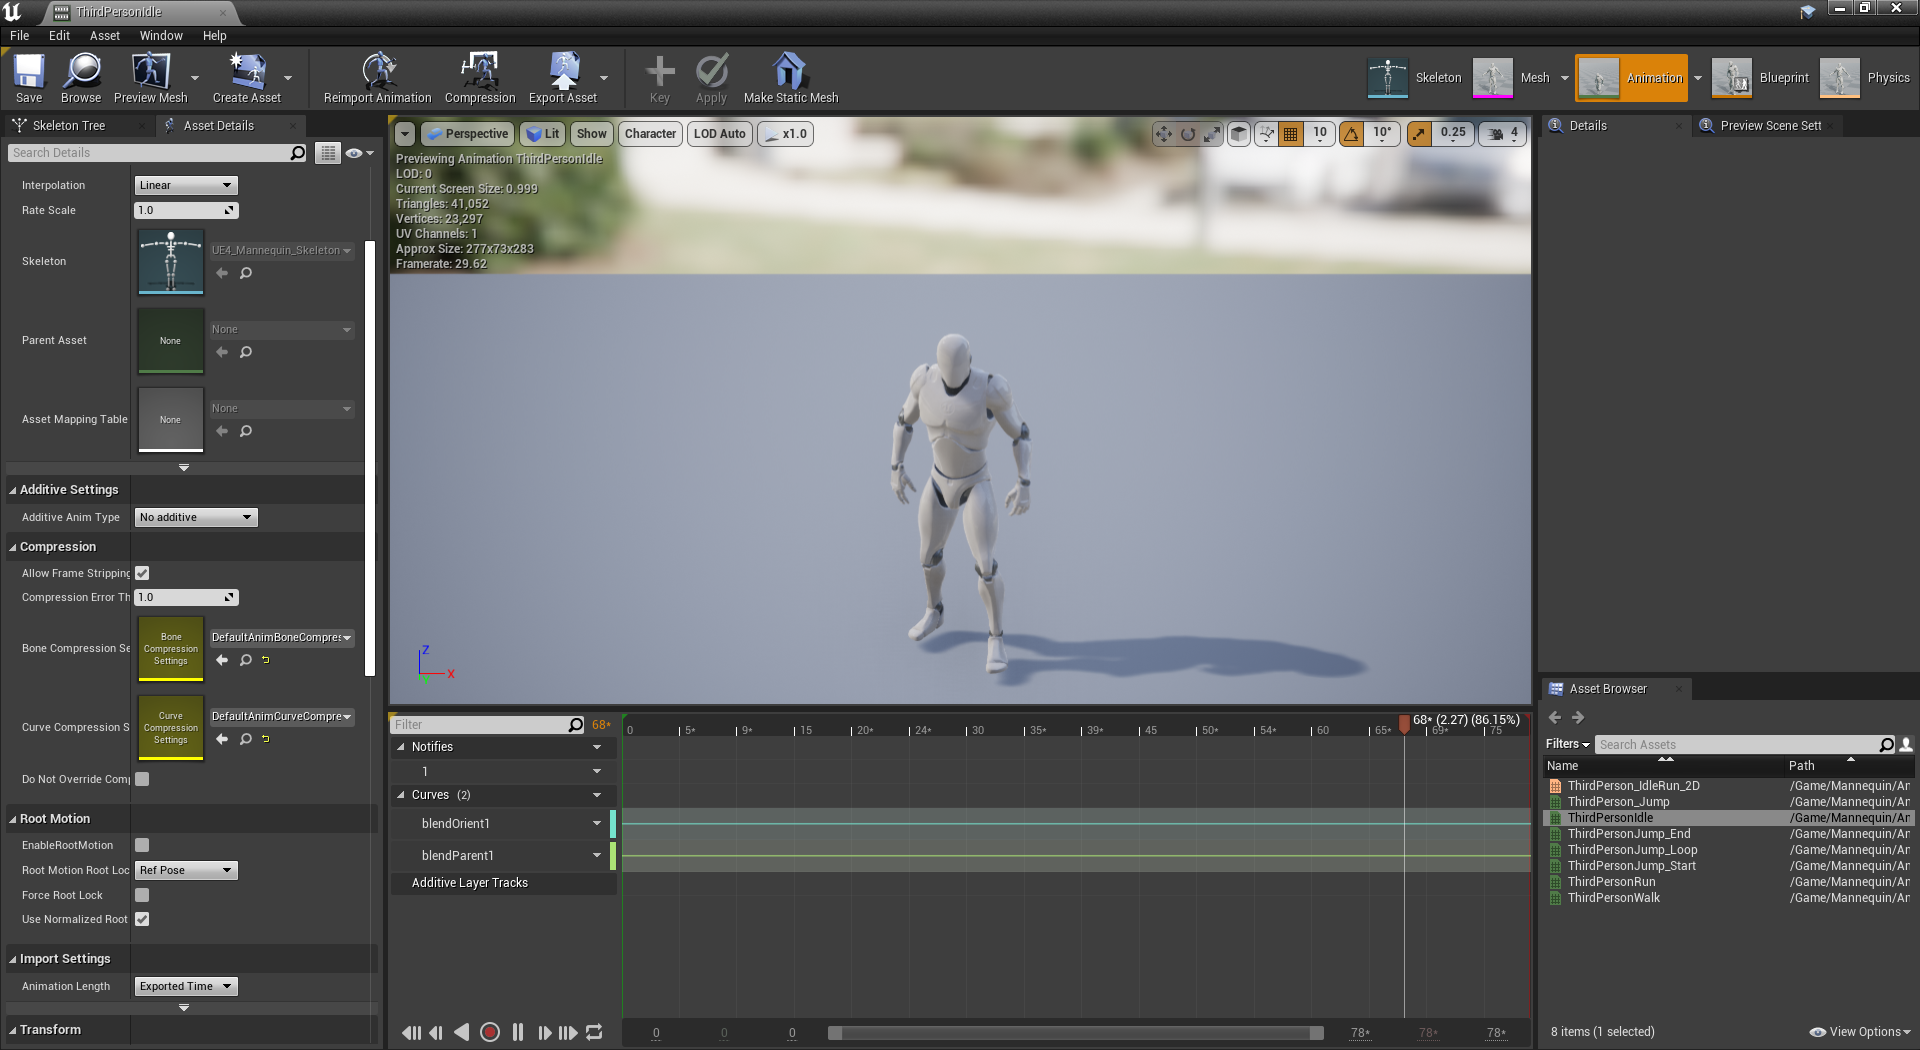 ThirdPersonIdle
File Edit Asset Window Help
Save Browse Preview Mesh Create Asset Reimport Animation Compression Export Asset Key Apply Make Static Mesh Skeleton Mesh Animation Blueprint Physics
Skeleton Tree Asset Details
Search Details
Interpolation Linear
Rate Scale 1.0
Skeleton UE4_Mannequin_Skeleton
Parent Asset None None
Asset Mapping Table None None
Additive Settings
Additive Anim Type No additive
Compression
Allow Frame Stripping
Compression Error Th 1.0
Bone Compression Se Bone Compression Settings DefaultAnimBoneCompres
Curve Compression S Curve Compression Settings DefaultAnimCurveCompre
Do Not Override Comp
Root Motion
EnableRootMotion
Root Motion Root Loc Ref Pose
Force Root Lock
Use Normalized Root
Import Settings
Animation Length Exported Time
Transform
Perspective Lit Show Character LOD Auto x1.0 10 10° 0.25 4
Previewing Animation ThirdPersonIdle
LOD: 0
Current Screen Size: 0.999
Triangles: 41,052
Vertices: 23,297
UV Channels: 1
Approx Size: 277x73x283
Framerate: 29.62
Z
X
Y
Filter 68*
68* (2.27) (86.15%)
0 5* 9* 15 20* 24* 30 35* 39* 45 50* 54* 60 65* 69* 75
Notifies
1
Curves (2)
blendOrient1
blendParent1
Additive Layer Tracks
0 0 0 78* 78* 78*
Details Preview Scene Sett
Asset Browser
Filters Search Assets
Name Path
ThirdPerson_IdleRun_2D /Game/Mannequin/An
ThirdPerson_Jump /Game/Mannequin/An
ThirdPersonIdle /Game/Mannequin/An
ThirdPersonJump_End /Game/Mannequin/An
ThirdPersonJump_Loop /Game/Mannequin/An
ThirdPersonJump_Start /Game/Mannequin/An
ThirdPersonRun /Game/Mannequin/An
ThirdPersonWalk /Game/Mannequin/An
8 items (1 selected) View Options